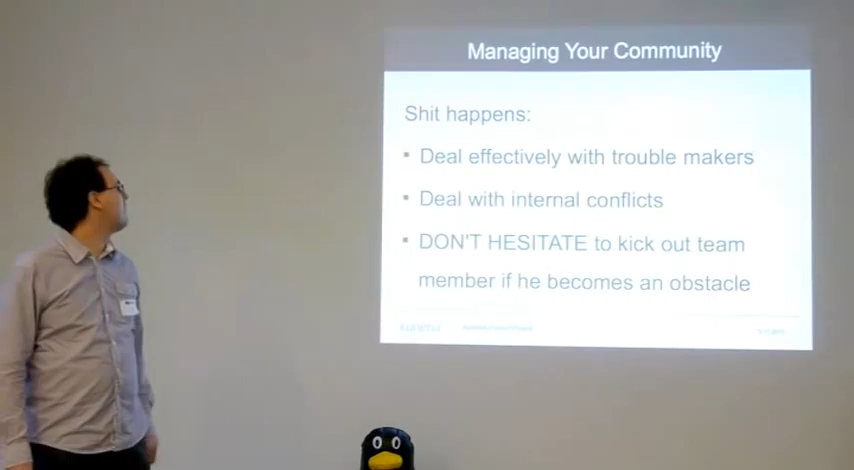 Managing Your Community
Shit happens:
▪ Deal effectively with trouble makers
▪ Deal with internal conflicts
▪ DON'T HESITATE to kick out team
member if he becomes an obstacle